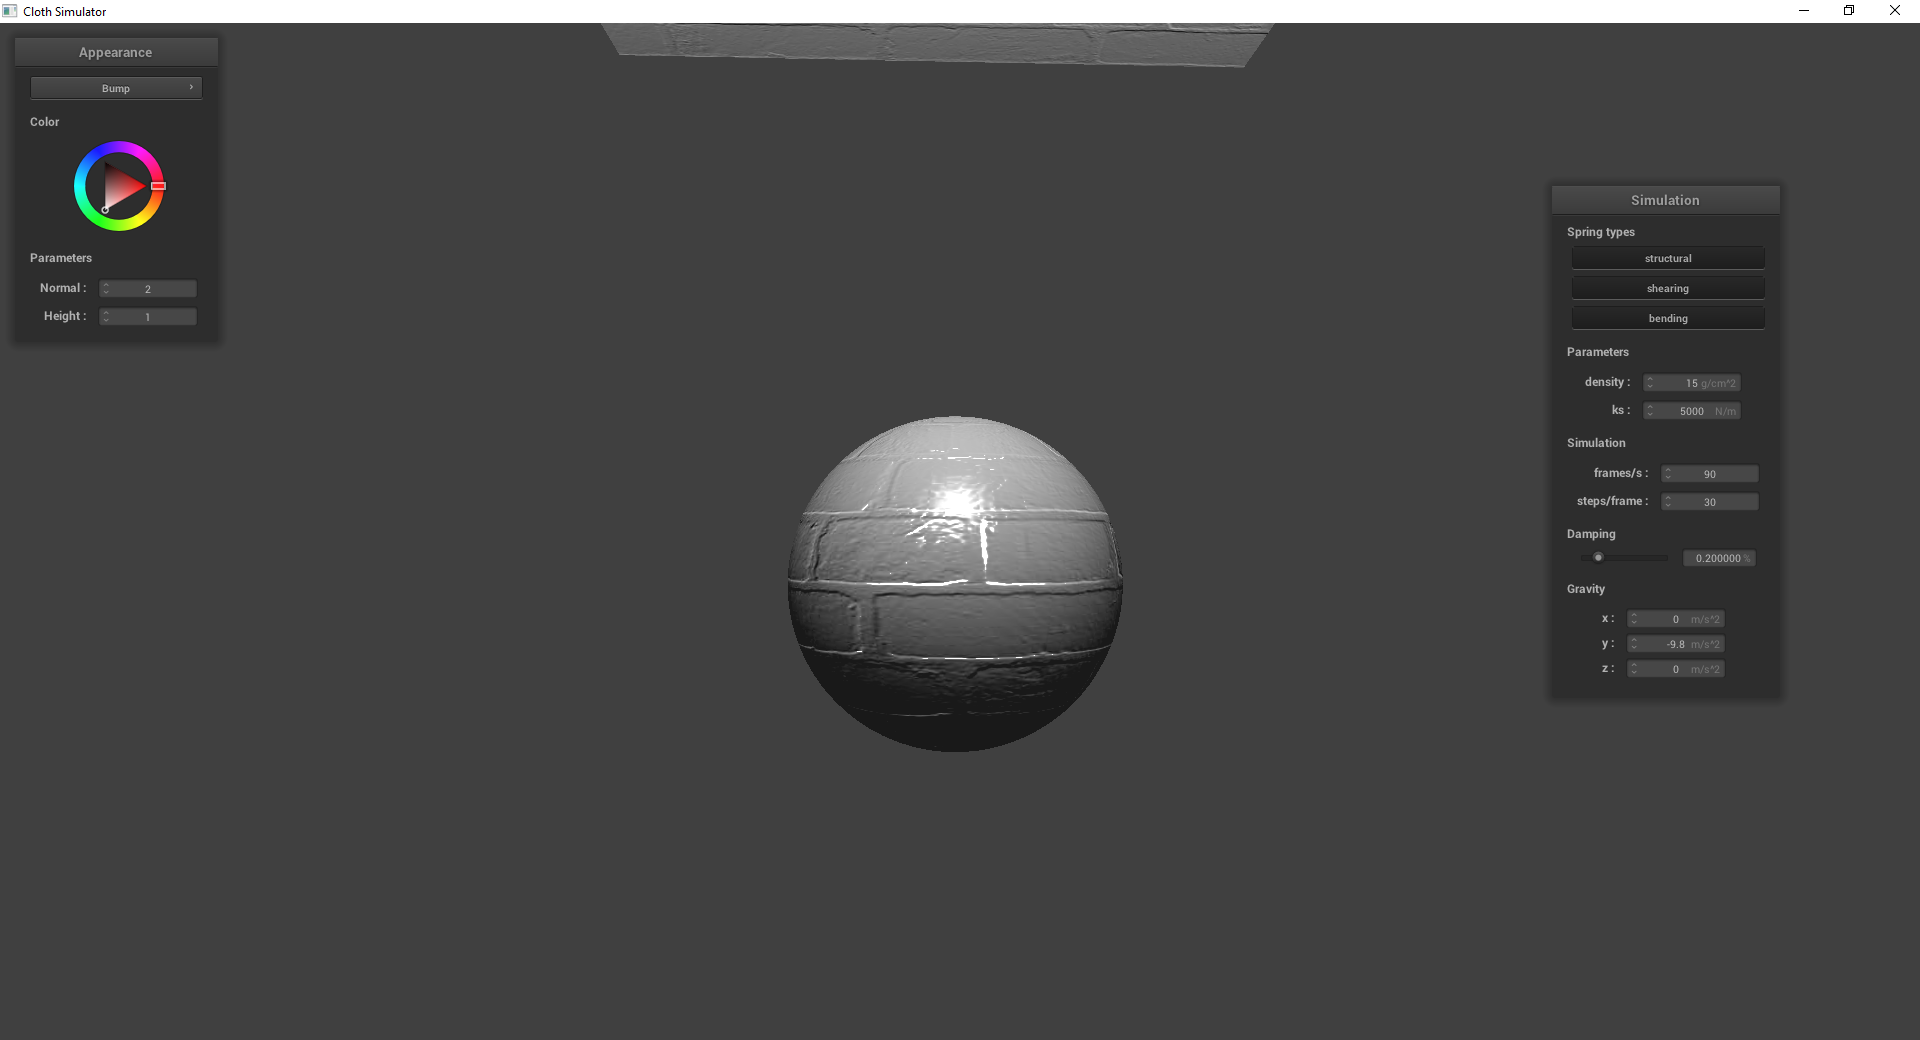 Cloth Simulator
Appearance
Bump
Color
Parameters
Normal : 2
Height : 1
Simulation
Spring types
structural
shearing
bending
Parameters
density : 15 g/cm^2
ks : 5000 N/m
Simulation
frames/s : 90
steps/frame : 30
Damping
0.200000 %
Gravity
x : 0 m/s^2
y : -9.8 m/s^2
z : 0 m/s^2